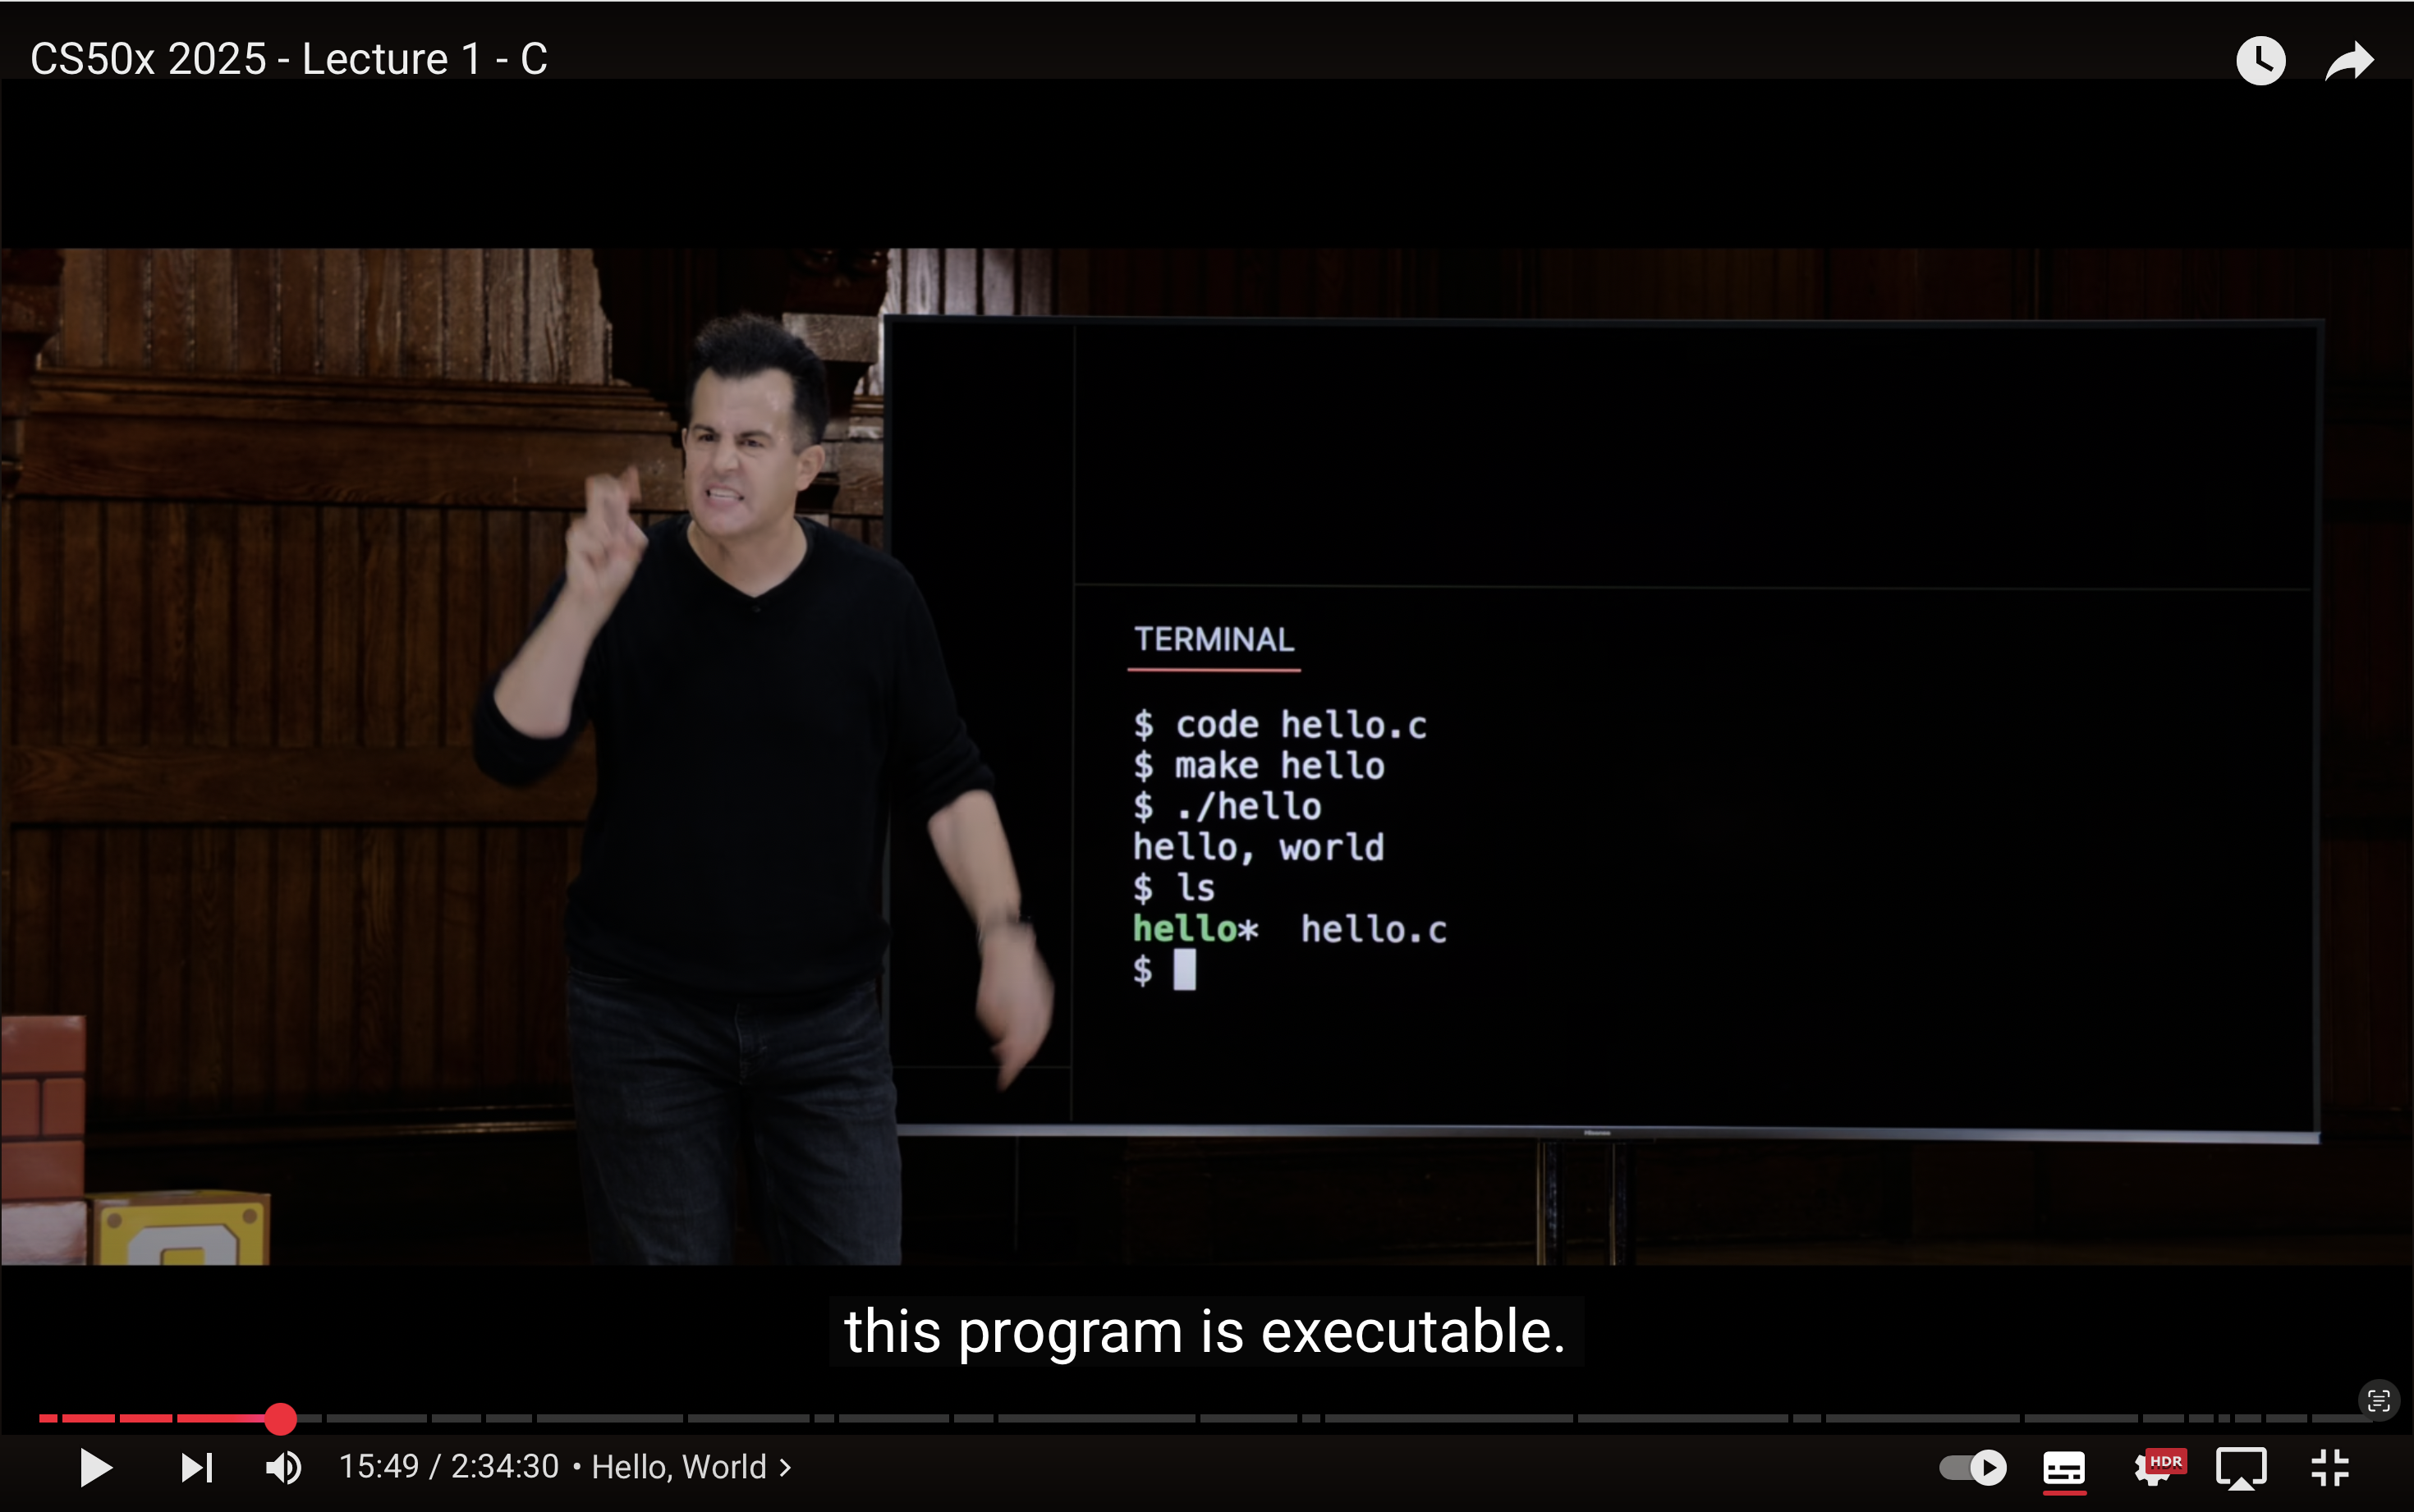 CS50x 2025 - Lecture 1 - C
TERMINAL
$ code hello.c
$ make hello
$ ./hello
hello, world
$ ls
hello*  hello.c
$
Hisense
this program is executable.
15:49 / 2:34:30 • Hello, World >
HDR